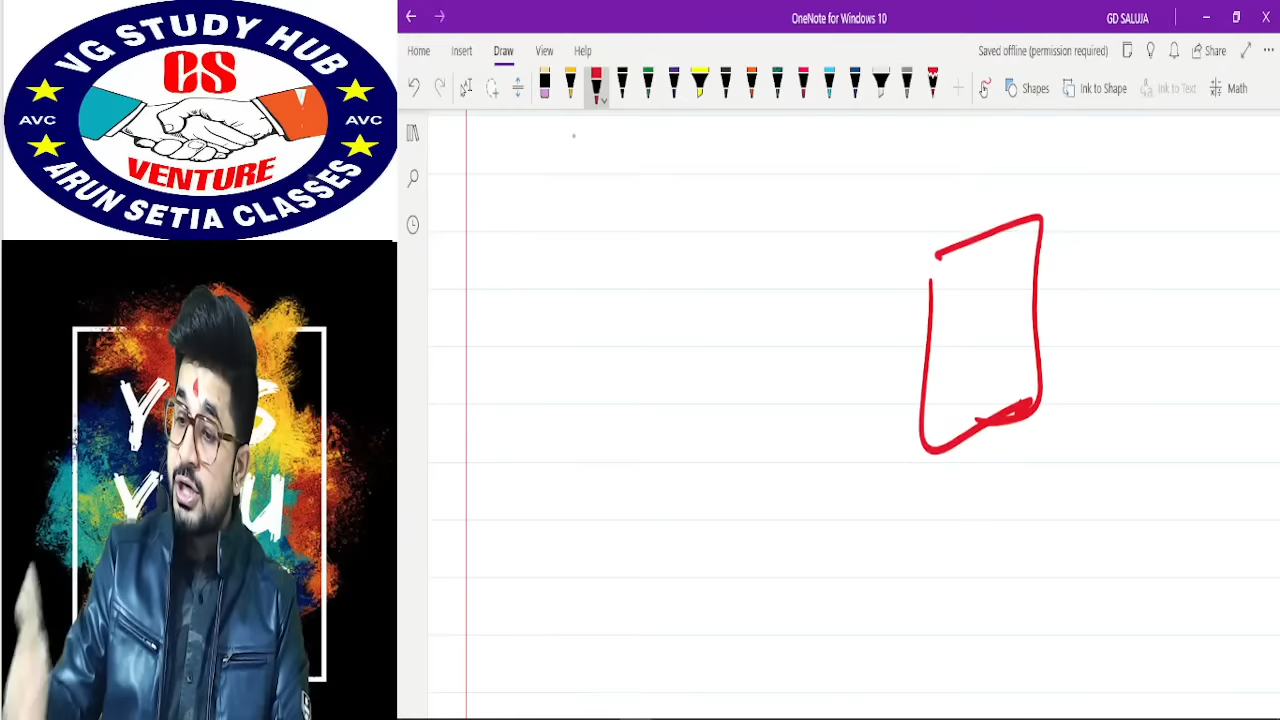 VG STUDY HUB
CS
AVC
AVC
VENTURE
ARUN SETIA CLASSES
OneNote for Windows 10
GD SALUJA
Home
Insert
Draw
View
Help
Saved offline (permission required)
Share
Shapes
Ink to Shape
Ink to Text
Math